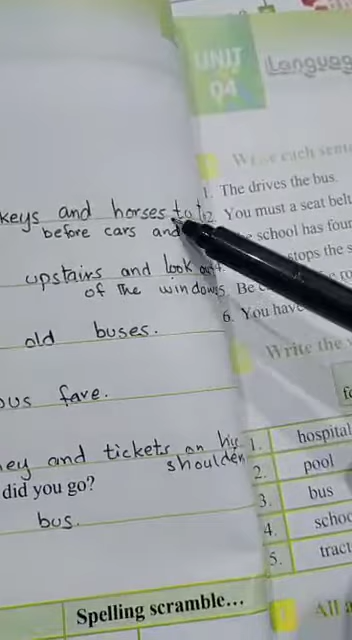 UNIT
04
Language
Write each sent
1. The drives the bus.
2. You must a seat belt
school has four
stops the s
5. Be
6. You have
Write the
keys and horses to
before cars and
upstairs and look out
of the windows
old buses.
bus fare.
ney and tickets on his
shoulder
did you go?
bus.
1. hospital
2. pool
3. bus
4. schoo
5. tract
Spelling scramble...
All a